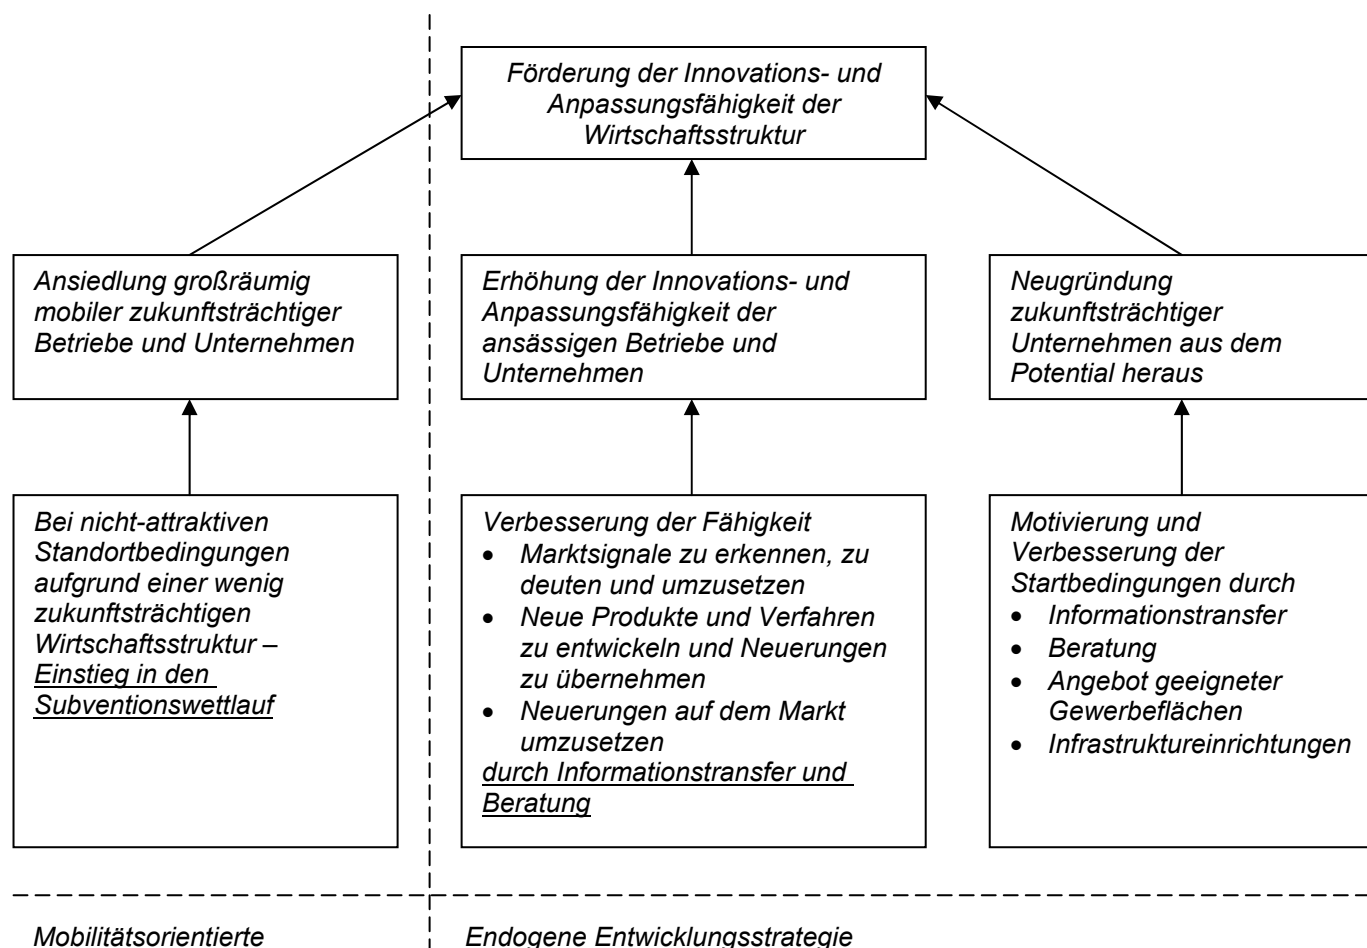 Förderung der Innovations- und
Anpassungsfähigkeit der
Wirtschaftsstruktur
Ansiedlung großräumig
mobiler zukunftsträchtiger
Betriebe und Unternehmen
Erhöhung der Innovations- und
Anpassungsfähigkeit der
ansässigen Betriebe und
Unternehmen
Neugründung
zukunftsträchtiger
Unternehmen aus dem
Potential heraus
Bei nicht-attraktiven
Standortbedingungen
aufgrund einer wenig
zukunftsträchtigen
Wirtschaftsstruktur –
Einstieg in den
Subventionswettlauf
Verbesserung der Fähigkeit
• Marktsignale zu erkennen, zu
deuten und umzusetzen
• Neue Produkte und Verfahren
zu entwickeln und Neuerungen
zu übernehmen
• Neuerungen auf dem Markt
umzusetzen
durch Informationstransfer und
Beratung
Motivierung und
Verbesserung der
Startbedingungen durch
• Informationstransfer
• Beratung
• Angebot geeigneter
Gewerbeflächen
• Infrastruktureinrichtungen
Mobilitätsorientierte
Endogene Entwicklungsstrategie